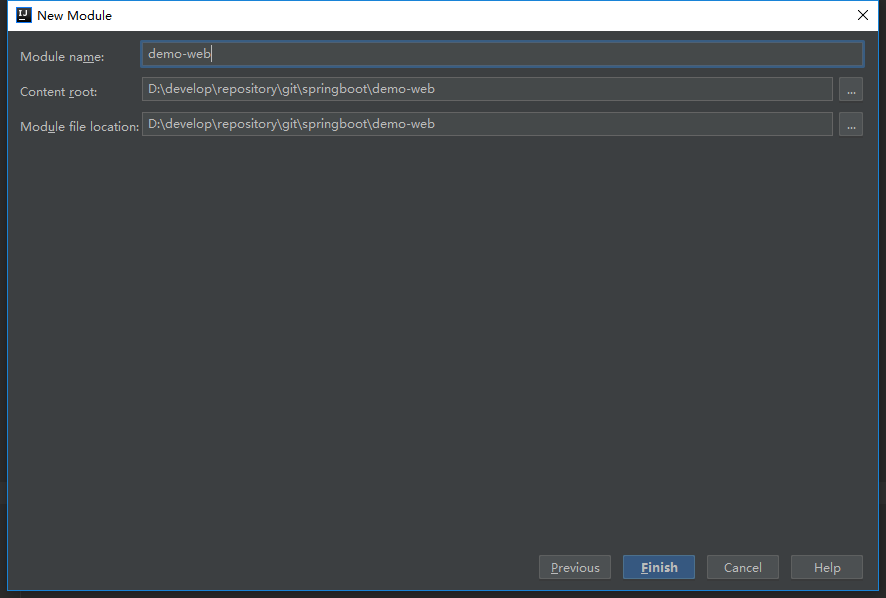 New Module
Module name: demo-web
Content root: D:\develop\repository\git\springboot\demo-web ...
Module file location: D:\develop\repository\git\springboot\demo-web ...
Previous Finish Cancel Help